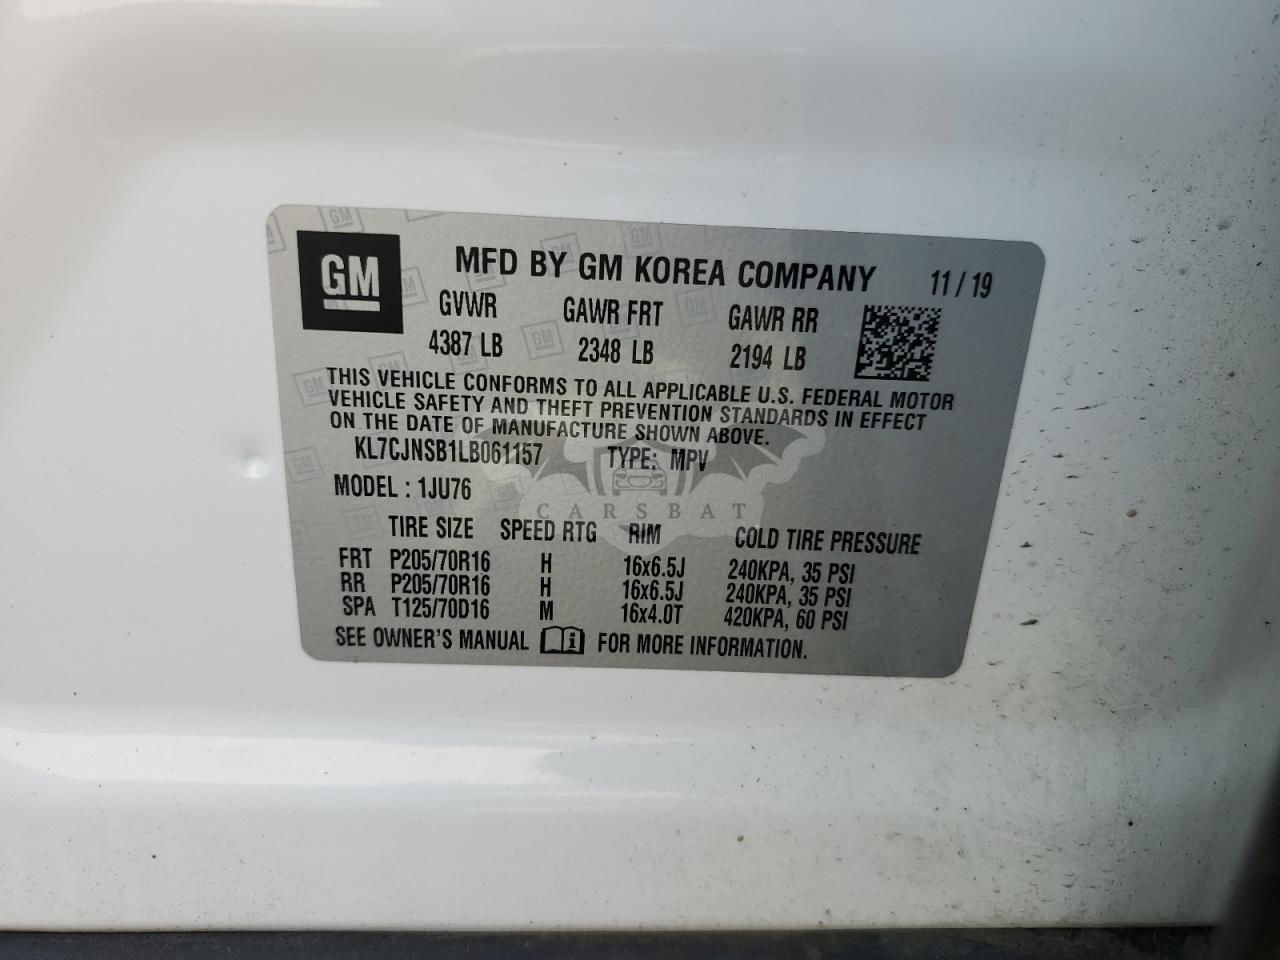 GM
MFD BY GM KOREA COMPANY 11 / 19
GVWR GAWR FRT GAWR RR
4387 LB 2348 LB 2194 LB
THIS VEHICLE CONFORMS TO ALL APPLICABLE U.S. FEDERAL MOTOR
VEHICLE SAFETY AND THEFT PREVENTION STANDARDS IN EFFECT
ON THE DATE OF MANUFACTURE SHOWN ABOVE.
KL7CJNSB1LB061157 TYPE: MPV
MODEL : 1JU76
CARSBAT
TIRE SIZE SPEED RTG RIM COLD TIRE PRESSURE
FRT P205/70R16 H 16x6.5J 240KPA, 35 PSI
RR P205/70R16 H 16x6.5J 240KPA, 35 PSI
SPA T125/70D16 M 16x4.0T 420KPA, 60 PSI
SEE OWNER'S MANUAL FOR MORE INFORMATION.